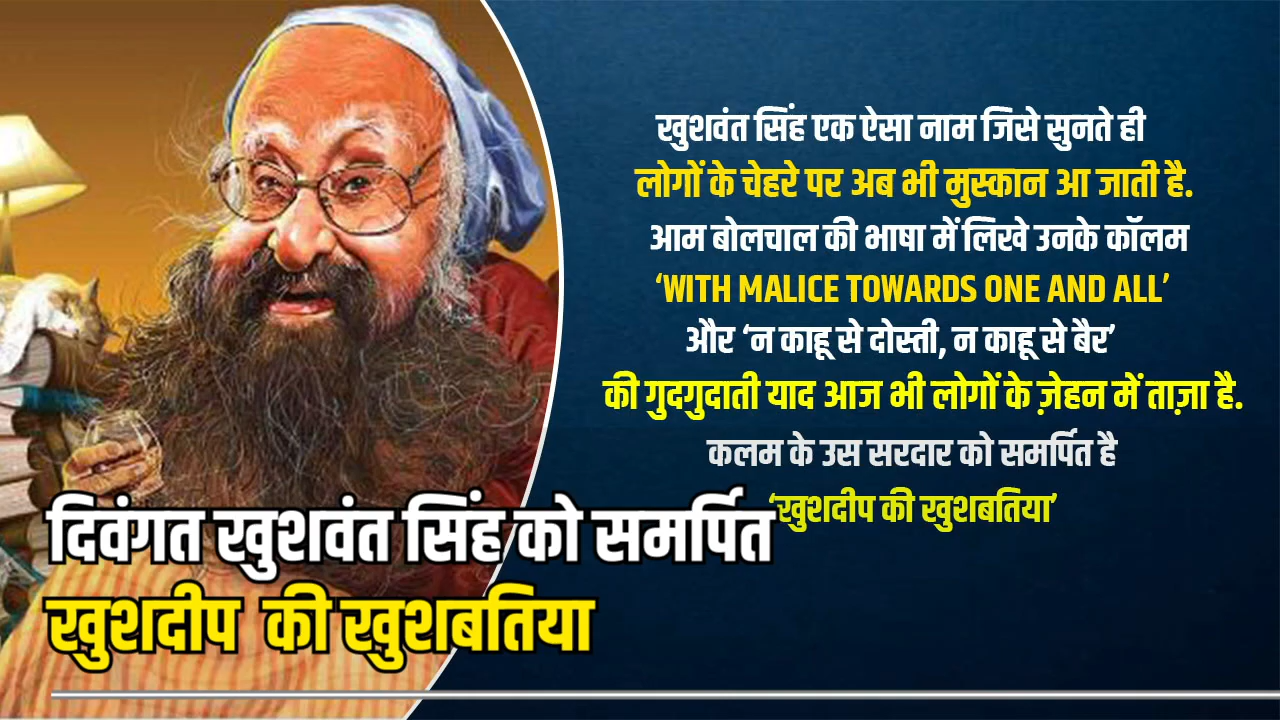 खुशवंत सिंह एक ऐसा नाम जिसे सुनते ही
लोगों के चेहरे पर अब भी मुस्कान आ जाती है.
आम बोलचाल की भाषा में लिखे उनके कॉलम
‘WITH MALICE TOWARDS ONE AND ALL’
और ‘न काहू से दोस्ती, न काहू से बैर’
की गुदगुदाती याद आज भी लोगों के ज़ेहन में ताज़ा है.
कलम के उस सरदार को समर्पित है
‘खुशदीप की खुशबतिया’
दिवंगत खुशवंत सिंह को समर्पित
खुशदीप की खुशबतिया